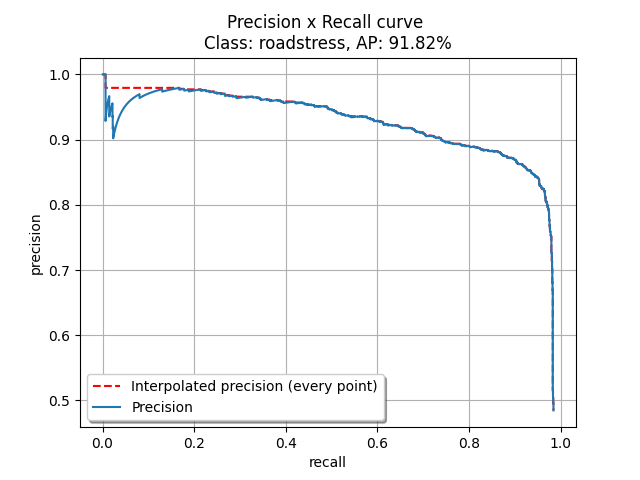 Precision x Recall curve
Class: roadstress, AP: 91.82%
precision
1.0
0.9
0.8
0.7
0.6
0.5
Interpolated precision (every point)
Precision
0.0 0.2 0.4 0.6 0.8 1.0
recall